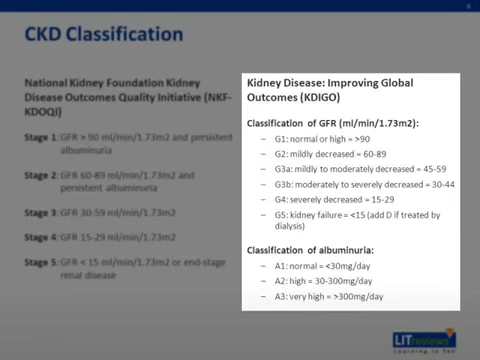 CKD Classification
National Kidney Foundation Kidney
Disease Outcomes Quality Initiative (NKF-
KDOQI)
Stage 1: GFR > 90 ml/min/1.73m2 and persistent
albuminuria
Stage 2: GFR 60-89 ml/min/1.73m2 and
persistent albuminuria
Stage 3: GFR 30-59 ml/min/1.73m2
Stage 4: GFR 15-29 ml/min/1.73m2
Stage 5: GFR < 15 ml/min/1.73m2 or end-stage
renal disease
Kidney Disease: Improving Global
Outcomes (KDIGO)
Classification of GFR (ml/min/1.73m2):
– G1: normal or high = >90
– G2: mildly decreased = 60-89
– G3a: mildly to moderately decreased = 45-59
– G3b: moderately to severely decreased = 30-44
– G4: severely decreased = 15-29
– G5: kidney failure = <15 (add D if treated by
dialysis)
Classification of albuminuria:
– A1: normal = <30mg/day
– A2: high = 30-300mg/day
– A3: very high = >300mg/day
LITreviews
Learning in Ten